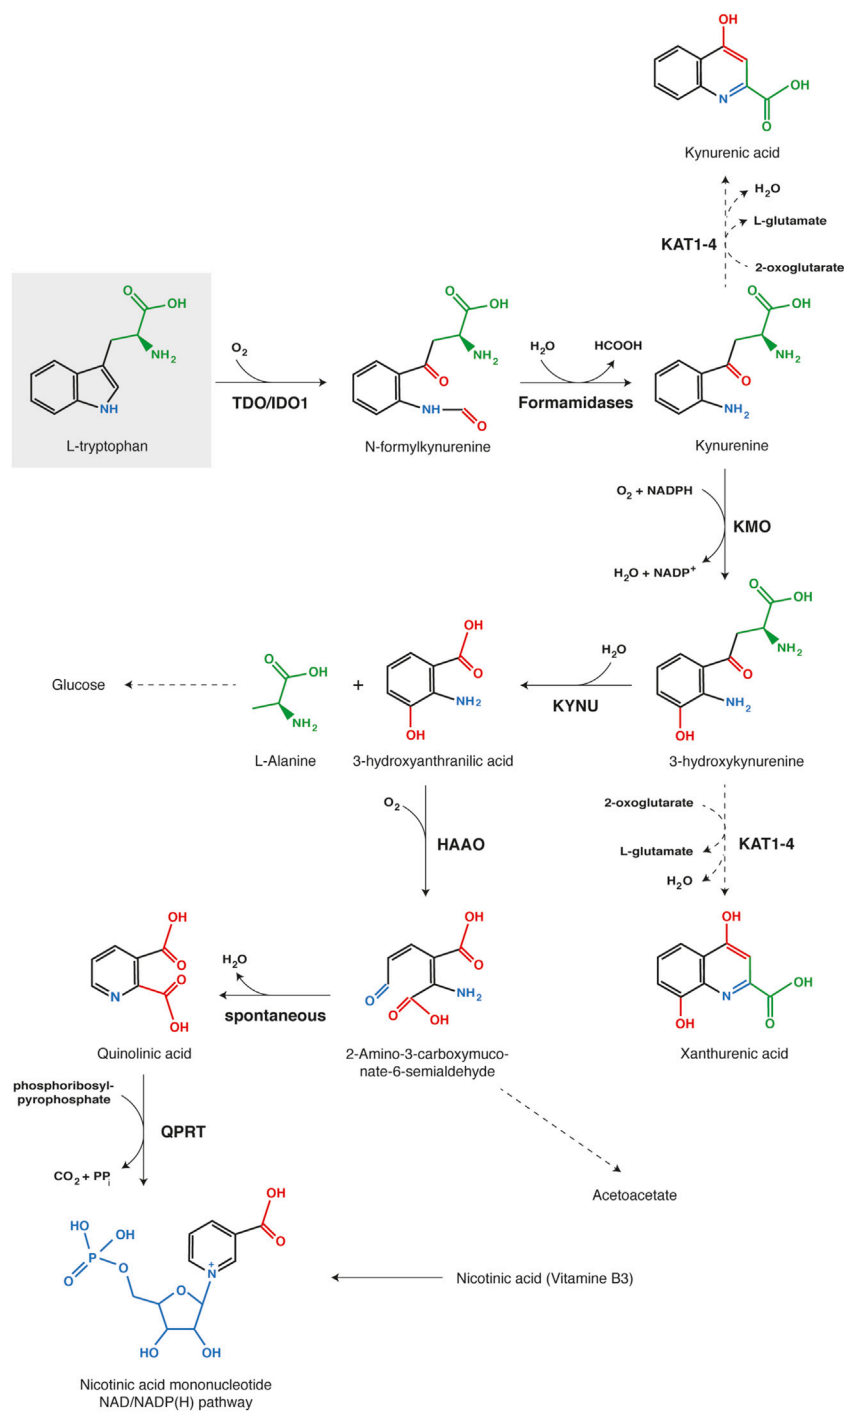 OH
N
OH
O
Kynurenic acid
H2O
L-glutamate
KAT1-4
2-oxoglutarate
O
OH
NH2
NH
L-tryptophan
O2
TDO/IDO1
O
OH
NH2
O
NH
O
N-formylkynurenine
H2O
HCOOH
Formamidases
O
OH
NH2
O
NH2
Kynurenine
O2 + NADPH
KMO
H2O + NADP+
O
OH
NH2
O
NH2
OH
3-hydroxykynurenine
H2O
KYNU
OH
O
NH2
OH
3-hydroxyanthranilic acid
+
O
OH
NH2
L-Alanine
Glucose
O2
HAAO
2-oxoglutarate
L-glutamate
KAT1-4
H2O
OH
N
OH
OH
O
Xanthurenic acid
OH
O
O
NH2
O
OH
2-Amino-3-carboxymuco-
nate-6-semialdehyde
H2O
spontaneous
OH
O
O
N
OH
Quinolinic acid
phosphoribosyl-
pyrophosphate
QPRT
CO2 + PPi
Acetoacetate
OH
O
HO
OH
P
O
O
N+
O
HO
OH
Nicotinic acid (Vitamine B3)
Nicotinic acid mononucleotide
NAD/NADP(H) pathway